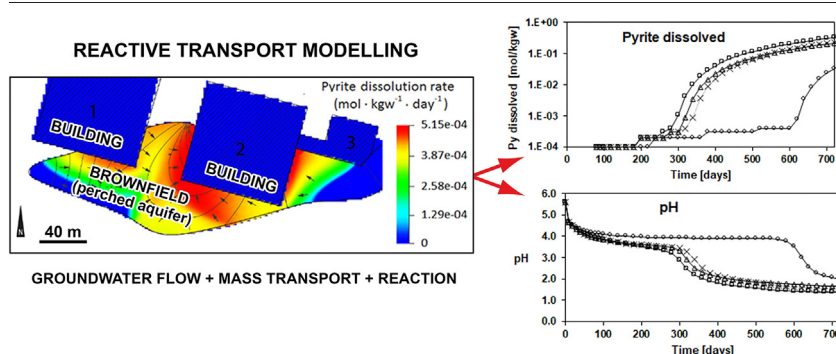 REACTIVE TRANSPORT MODELLING
Pyrite dissolution rate
(mol · kgw⁻¹ · day⁻¹)
1
BUILDING
2
BUILDING
3
BROWNFIELD
(perched aquifer)
5.15e-04
3.87e-04
2.58e-04
1.29e-04
0
N
40 m
GROUNDWATER FLOW + MASS TRANSPORT + REACTION
Pyrite dissolved
Py dissolved [mol/kgw]
1.E+00
1.E-01
1.E-02
1.E-03
1.E-04
0 100 200 300 400 500 600 700
Time [days]
pH
pH
6.0
5.0
4.0
3.0
2.0
1.0
0.0
0 100 200 300 400 500 600 700
Time [days]